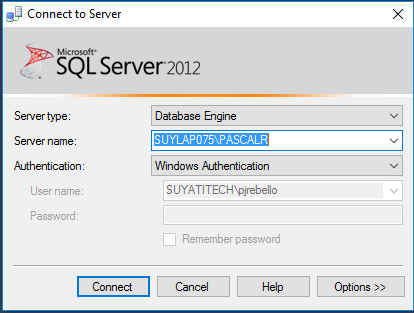 Connect to Server
Microsoft®
SQL Server® 2012
Server type: Database Engine
Server name: SUYLAP075\PASCALR
Authentication: Windows Authentication
User name: SUYATITECH\pjrebello
Password:
Remember password
Connect Cancel Help Options >>